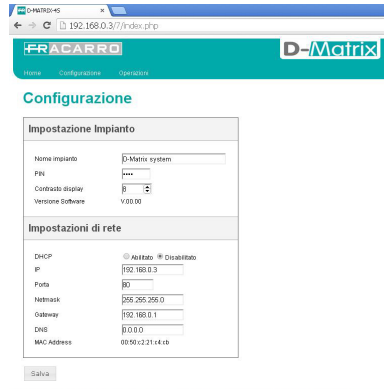 D-MATRIX-4S ×
192.168.0.3/7/index.php
FRACARRO
D-Matrix
Home Configurazione Operazioni
Configurazione
Impostazione Impianto
Nome impianto D-Matrix system
PIN ••••
Contrasto display 8
Versione Software V.00.00
Impostazioni di rete
DHCP Abilitato Disabilitato
IP 192.168.0.3
Porta 80
Netmask 255.255.255.0
Gateway 192.168.0.1
DNS 0.0.0.0
MAC Address 00:50:c2:21:c4:cb
Salva